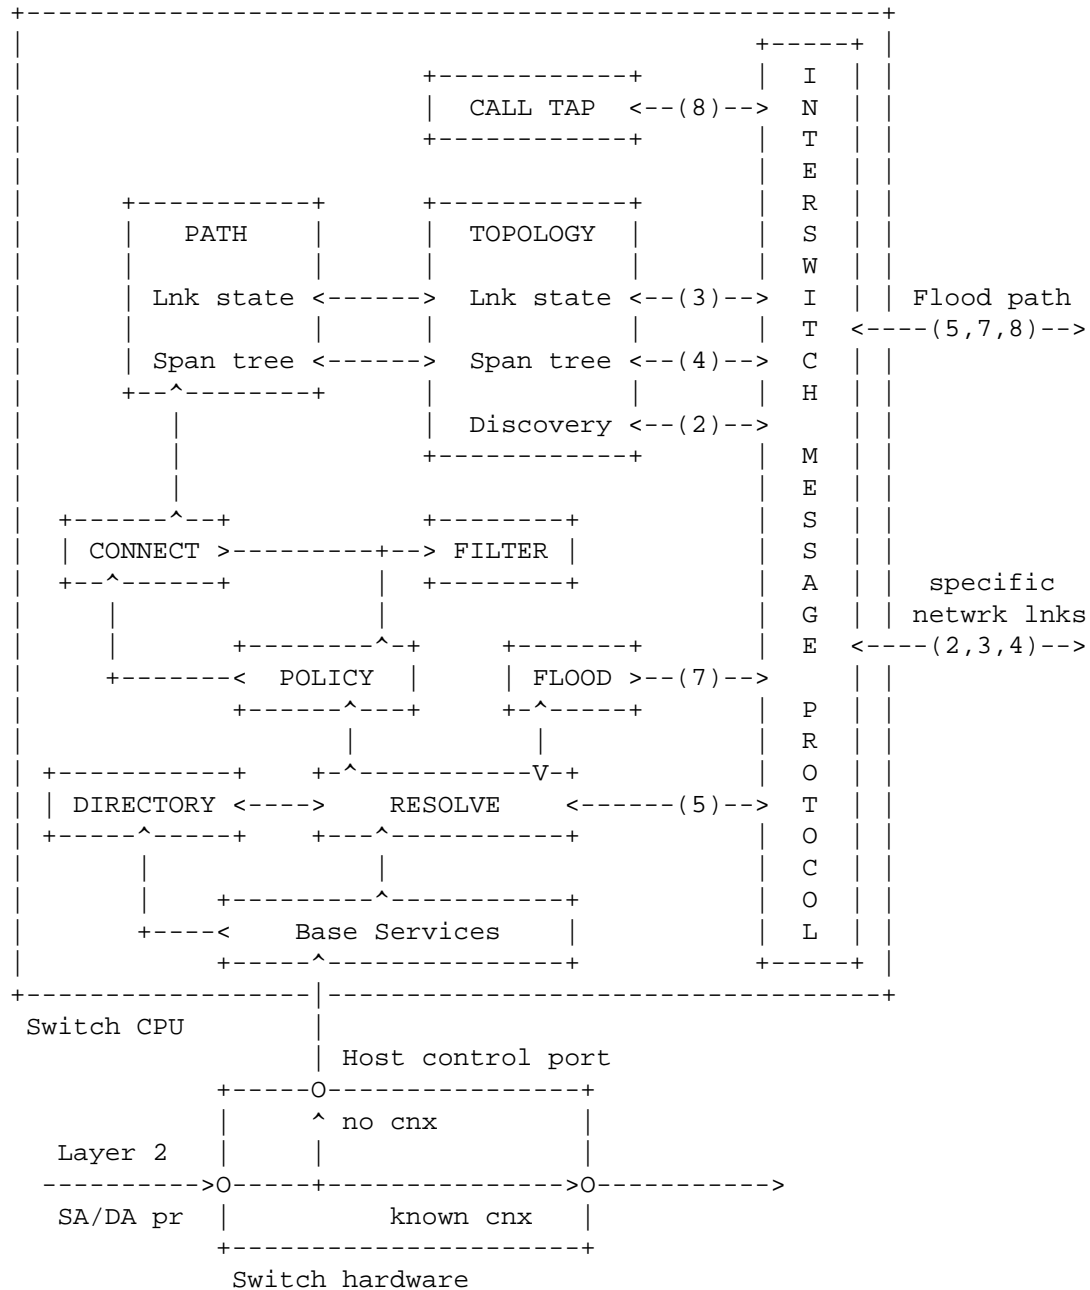 I
CALL TAP <--(8)--> N
T
E
R
PATH TOPOLOGY S
W
Lnk state <------> Lnk state <--(3)--> I Flood path
T <----(5,7,8)-->
Span tree <------> Span tree <--(4)--> C
H
Discovery <--(2)-->
M
E
S
CONNECT >---------+--> FILTER S
A specific
G netwrk lnks
E <----(2,3,4)-->
+-------< POLICY FLOOD >--(7)-->
P
R
V O
DIRECTORY <----> RESOLVE <------(5)--> T
O
C
O
+----< Base Services L
Switch CPU
Host control port
O
no cnx
Layer 2
---------->O-----+--------------->O----------->
SA/DA pr known cnx
Switch hardware